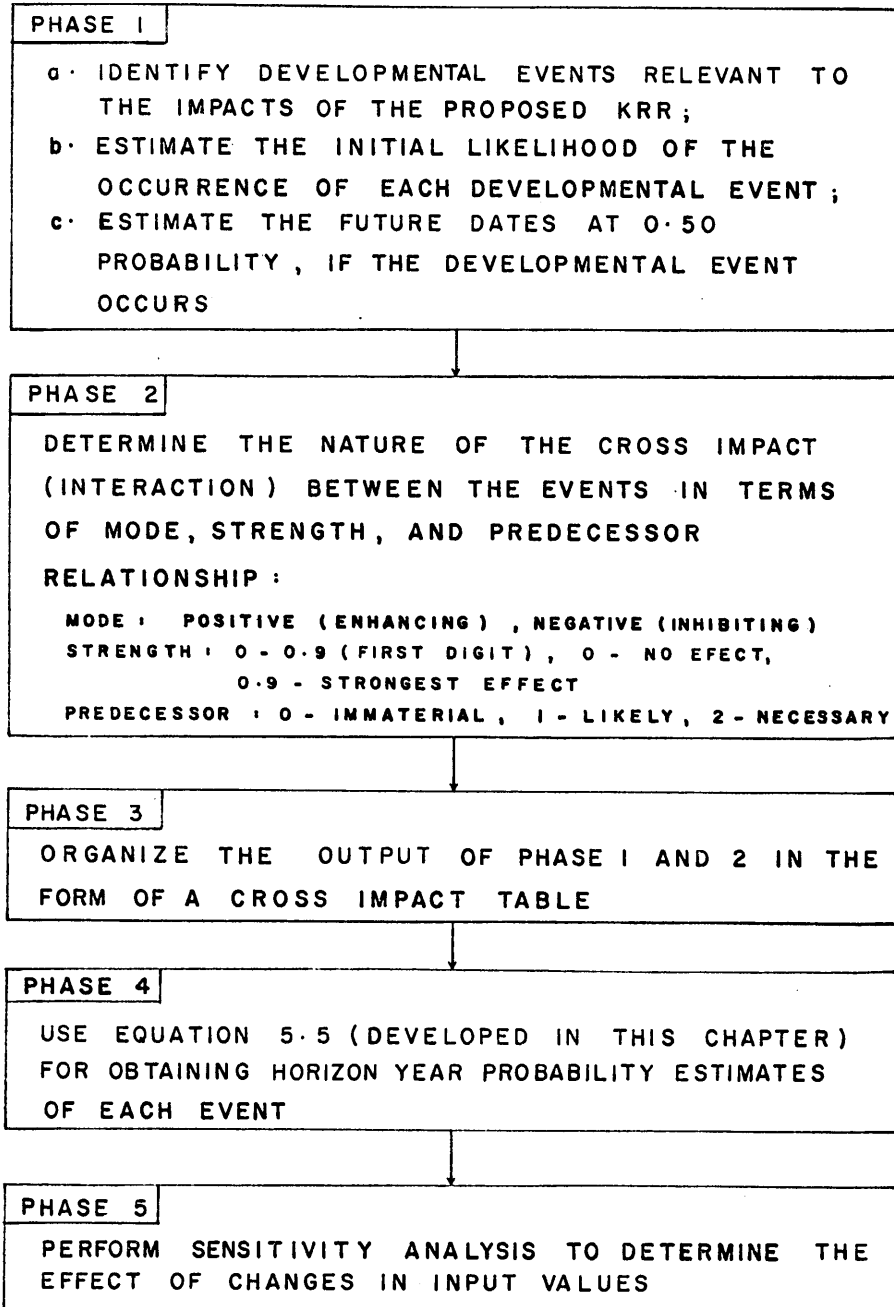 PHASE 1
a. IDENTIFY DEVELOPMENTAL EVENTS RELEVANT TO
THE IMPACTS OF THE PROPOSED KRR;
b. ESTIMATE THE INITIAL LIKELIHOOD OF THE
OCCURRENCE OF EACH DEVELOPMENTAL EVENT;
c. ESTIMATE THE FUTURE DATES AT 0.50
PROBABILITY, IF THE DEVELOPMENTAL EVENT
OCCURS
PHASE 2
DETERMINE THE NATURE OF THE CROSS IMPACT
(INTERACTION) BETWEEN THE EVENTS IN TERMS
OF MODE, STRENGTH, AND PREDECESSOR
RELATIONSHIP:
MODE: POSITIVE (ENHANCING), NEGATIVE (INHIBITING)
STRENGTH: 0 - 0.9 (FIRST DIGIT), 0 - NO EFECT,
0.9 - STRONGEST EFFECT
PREDECESSOR: 0 - IMMATERIAL, 1 - LIKELY, 2 - NECESSARY
PHASE 3
ORGANIZE THE OUTPUT OF PHASE 1 AND 2 IN THE
FORM OF A CROSS IMPACT TABLE
PHASE 4
USE EQUATION 5.5 (DEVELOPED IN THIS CHAPTER)
FOR OBTAINING HORIZON YEAR PROBABILITY ESTIMATES
OF EACH EVENT
PHASE 5
PERFORM SENSITIVITY ANALYSIS TO DETERMINE THE
EFFECT OF CHANGES IN INPUT VALUES